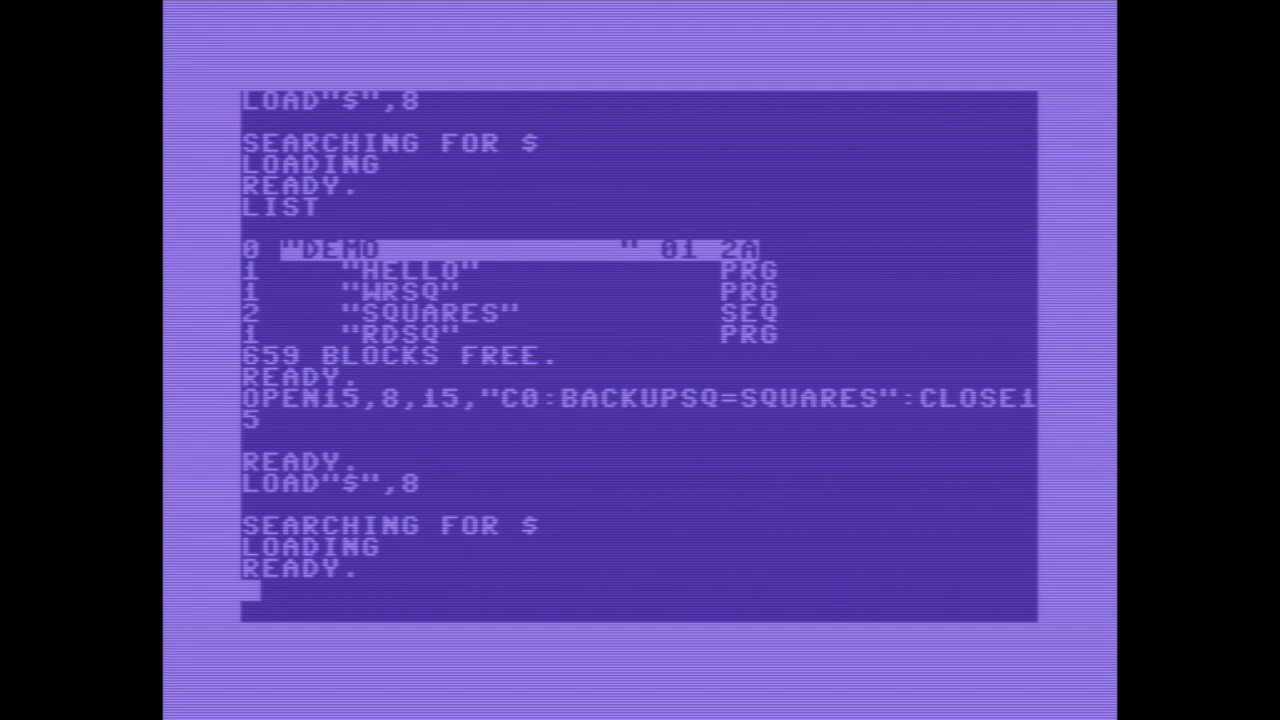 LOAD"$",8
SEARCHING FOR $
LOADING
READY.
LIST
0 "DEMO            " 01 2A
1    "HELLO"            PRG
1    "WRSQ"             PRG
2    "SQUARES"          SEQ
1    "RDSQ"             PRG
659 BLOCKS FREE.
READY.
OPEN15,8,15,"C0:BACKUPSQ=SQUARES":CLOSE1
5
READY.
LOAD"$",8
SEARCHING FOR $
LOADING
READY.